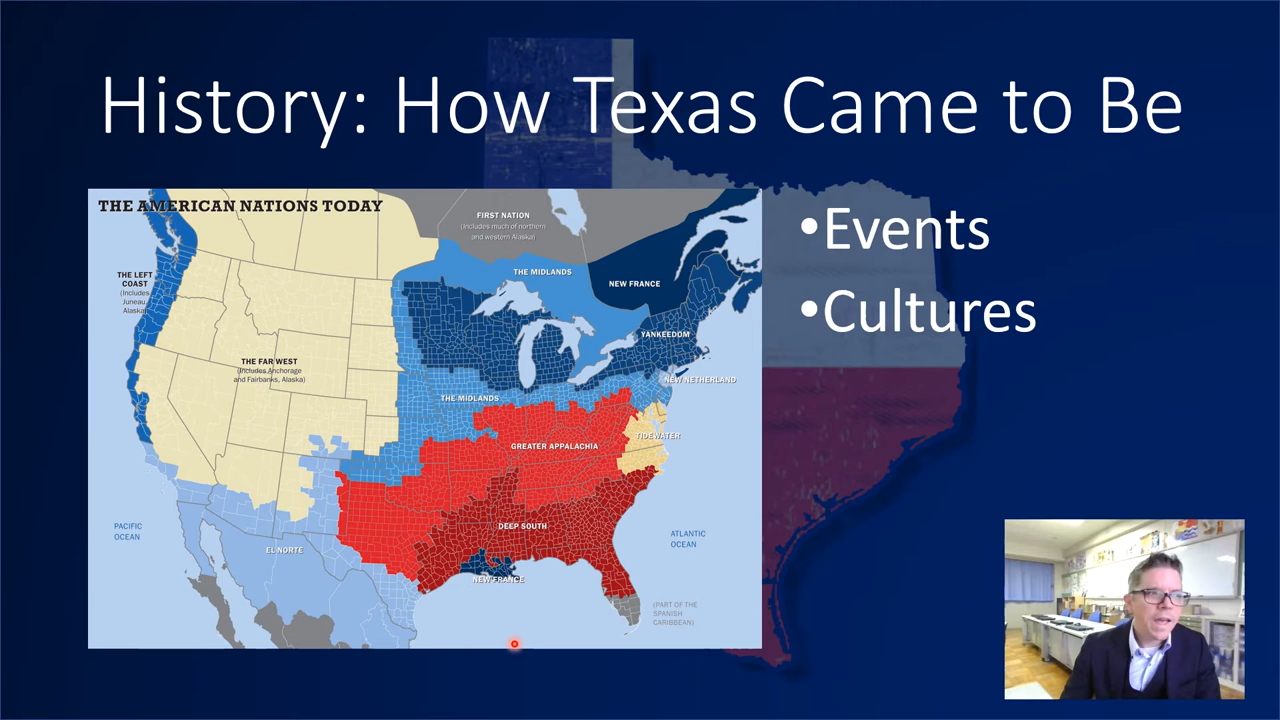 History: How Texas Came to Be
THE AMERICAN NATIONS TODAY
FIRST NATION
(Includes much of northern
and western Alaska)
THE MIDLANDS
NEW FRANCE
THE LEFT
COAST
(Includes
Juneau,
Alaska)
YANKEEDOM
THE FAR WEST
(Includes Anchorage
and Fairbanks, Alaska)
NEW NETHERLAND
THE MIDLANDS
TIDEWATER
GREATER APPALACHIA
DEEP SOUTH
PACIFIC
OCEAN
ATLANTIC
OCEAN
EL NORTE
NEW FRANCE
(PART OF THE
SPANISH
CARIBBEAN)
•Events
•Cultures